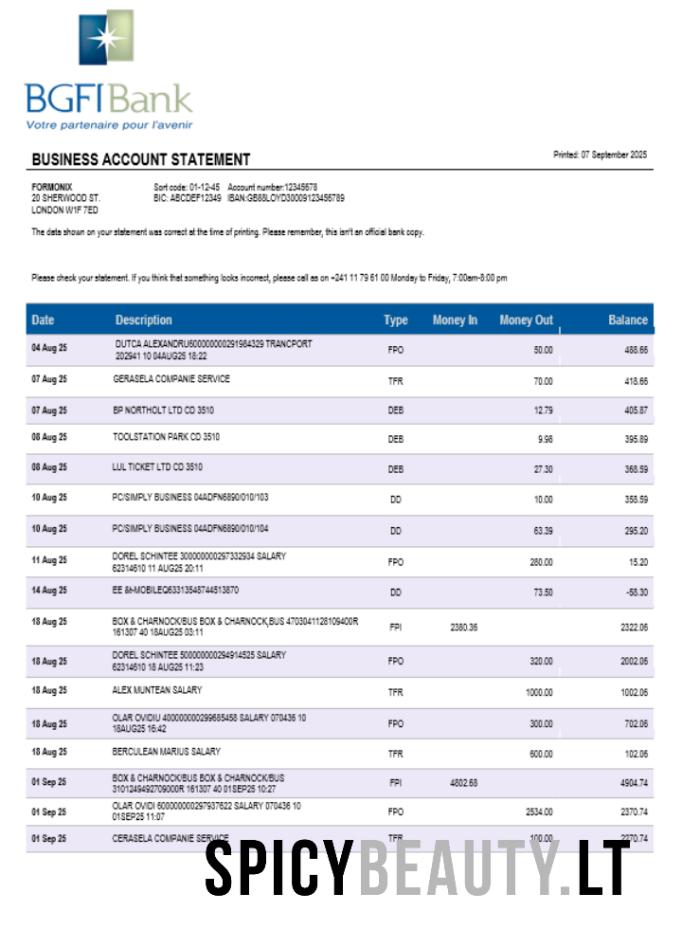 BGFIBank
Votre partenaire pour l'avenir
BUSINESS ACCOUNT STATEMENT
Printed: 07 September 2025
FORMONIX
20 SHERWOOD ST.
LONDON W1F 7ED
Sort code: 01-12-45 Account number:12345678
BIC: ABCDEF12349 IBAN:GB88LOYD30009123456789
The data shown on your statement was correct at the time of printing. Please remember, this isn't an official bank copy.
Please check your statement. If you think that something looks incorrect, please call as on +241 11 79 61 00 Monday to Friday, 7:00am-8:00 pm
Date Description Type Money In Money Out Balance
04 Aug 25 DUTCA ALEXANDRU600000000291984329 TRANCPORT FPO 50.00 488.66
202941 10 04AUG25 18:22
07 Aug 25 GERASELA COMPANIE SERVICE TFR 70.00 418.66
07 Aug 25 BP NORTHOLT LTD CD 3510 DEB 12.79 405.87
08 Aug 25 TOOLSTATION PARK CD 3510 DEB 9.98 395.89
08 Aug 25 LUL TICKET LTD CD 3510 DEB 27.30 368.59
10 Aug 25 PC/SIMPLY BUSINESS 04ADFN6890/010/103 DD 10.00 358.59
10 Aug 25 PC/SIMPLY BUSINESS 04ADFN6890/010/104 DD 63.39 295.20
11 Aug 25 DOREL SCHINTEE 300000000297332934 SALARY FPO 280.00 15.20
62314610 11 AUG25 20:11
14 Aug 25 EE &MOBILEQ63313548744513870 DD 73.50 -58.30
18 Aug 25 BOX & CHARNOCK/BUS BOX & CHARNOCK,BUS 4703041128109400R FPI 2380.36 2322.06
161307 40 18AUG25 03:11
18 Aug 25 DOREL SCHINTEE 500000000294914525 SALARY FPO 320.00 2002.06
62314610 18 AUG25 11:23
18 Aug 25 ALEX MUNTEAN SALARY TFR 1000.00 1002.06
18 Aug 25 OLAR OVIDIU 400000000299685458 SALARY 070436 10 FPO 300.00 702.06
18AUG25 16:42
18 Aug 25 BERCULEAN MARIUS SALARY TFR 600.00 102.06
01 Sep 25 BOX & CHARNOCK/BUS BOX & CHARNOCK/BUS FPI 4802.68 4904.74
3101249492709000R 161307 40 01SEP25 10:27
01 Sep 25 OLAR OVIDI 600000000297937622 SALARY 070436 10 FPO 2534.00 2370.74
01SEP25 11:07
01 Sep 25 CERASELA COMPANIE SERVICE TFR 100.00 2270.74
SPICYBEAUTY.LT